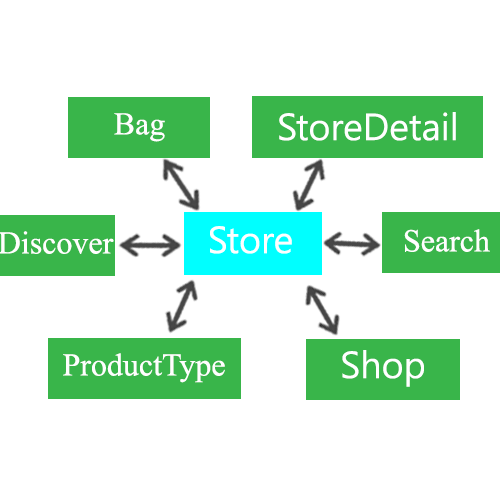 Bag
StoreDetail
Discover
Store
Search
ProductType
Shop